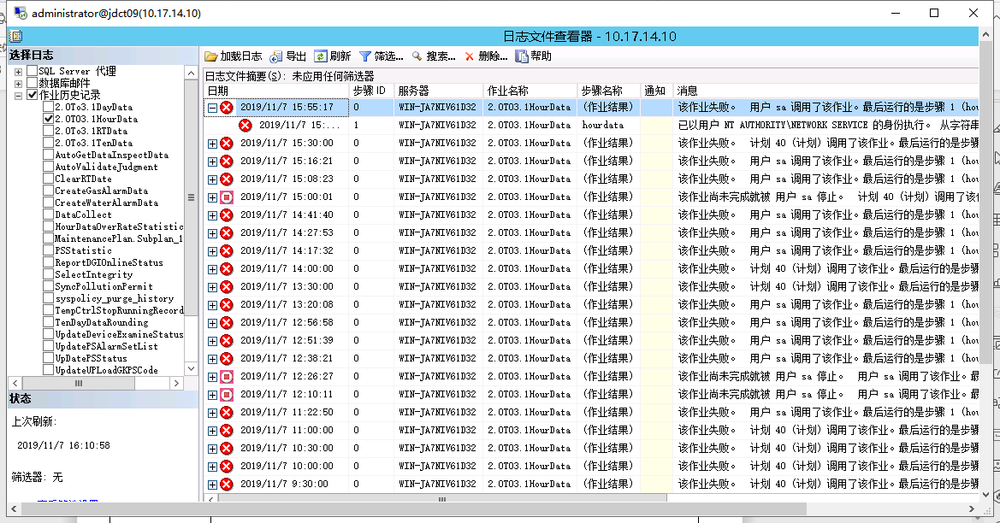 administrator@jdct09(10.17.14.10)
日志文件查看器 - 10.17.14.10
选择日志
SQL Server 代理
数据库邮件
作业历史记录
2.0To3.1DayData
2.0TO3.1HourData
2.0To3.1RTData
2.0To3.1TenData
AutoGetDataInspectData
AutoValidateJudgment
ClearRTDate
CreateGasAlarmData
CreateWaterAlarmData
DataCollect
HourDataOverRateStatistic
MaintenancePlan.Subplan_1
PSStatistic
ReportDGIOnlineStatus
SelectIntegrity
SyncPollutionPermit
syspolicy_purge_history
TempCtrlStopRunningRecord
TenDayDataRounding
UpdateDeviceExamineStatus
UpdatePSAlarmSetList
UpDatePSStatus
UpdateUPLoadGKPSCode
状态
上次刷新:
2019/11/7 16:10:58
筛选器: 无
加载日志 导出 刷新 筛选... 搜索... 删除... 帮助
日志文件摘要(S): 未应用任何筛选器
日期 步骤 ID 服务器 作业名称 步骤名称 通知 消息
2019/11/7 15:55:17 0 WIN-JA7NIV61D32 2.0TO3.1HourData (作业结果) 该作业失败。 用户 sa 调用了该作业。最后运行的是步骤 1 (hou
2019/11/7 15:... 1 WIN-JA7NIV61D32 2.0TO3.1HourData hourdata 已以用户 NT AUTHORITY\NETWORK SERVICE 的身份执行。 从字符串
2019/11/7 15:30:00 0 WIN-JA7NIV61D32 2.0TO3.1HourData (作业结果) 该作业失败。 计划 40 (计划) 调用了该作业。最后运行的是步骤
2019/11/7 15:16:21 0 WIN-JA7NIV61D32 2.0TO3.1HourData (作业结果) 该作业失败。 用户 sa 调用了该作业。最后运行的是步骤 1 (hou
2019/11/7 15:08:23 0 WIN-JA7NIV61D32 2.0TO3.1HourData (作业结果) 该作业失败。 用户 sa 调用了该作业。最后运行的是步骤 1 (hou
2019/11/7 15:00:01 0 WIN-JA7NIV61D32 2.0TO3.1HourData (作业结果) 该作业尚未完成就被 用户 sa 停止。 计划 40 (计划) 调用了该
2019/11/7 14:41:40 0 WIN-JA7NIV61D32 2.0TO3.1HourData (作业结果) 该作业失败。 用户 sa 调用了该作业。最后运行的是步骤 1 (hou
2019/11/7 14:27:53 0 WIN-JA7NIV61D32 2.0TO3.1HourData (作业结果) 该作业失败。 用户 sa 调用了该作业。最后运行的是步骤 1 (hou
2019/11/7 14:17:32 0 WIN-JA7NIV61D32 2.0TO3.1HourData (作业结果) 该作业失败。 用户 sa 调用了该作业。最后运行的是步骤 1 (hou
2019/11/7 14:00:00 0 WIN-JA7NIV61D32 2.0TO3.1HourData (作业结果) 该作业失败。 计划 40 (计划) 调用了该作业。最后运行的是步骤
2019/11/7 13:30:00 0 WIN-JA7NIV61D32 2.0TO3.1HourData (作业结果) 该作业失败。 计划 40 (计划) 调用了该作业。最后运行的是步骤
2019/11/7 13:20:08 0 WIN-JA7NIV61D32 2.0TO3.1HourData (作业结果) 该作业失败。 用户 sa 调用了该作业。最后运行的是步骤 1 (hou
2019/11/7 12:56:58 0 WIN-JA7NIV61D32 2.0TO3.1HourData (作业结果) 该作业失败。 用户 sa 调用了该作业。最后运行的是步骤 1 (hou
2019/11/7 12:51:39 0 WIN-JA7NIV61D32 2.0TO3.1HourData (作业结果) 该作业失败。 用户 sa 调用了该作业。最后运行的是步骤 1 (hou
2019/11/7 12:38:21 0 WIN-JA7NIV61D32 2.0TO3.1HourData (作业结果) 该作业失败。 用户 sa 调用了该作业。最后运行的是步骤 1 (hou
2019/11/7 12:26:27 0 WIN-JA7NIV61D32 2.0TO3.1HourData (作业结果) 该作业尚未完成就被 用户 sa 停止。 用户 sa 调用了该作业。最
2019/11/7 12:10:11 0 WIN-JA7NIV61D32 2.0TO3.1HourData (作业结果) 该作业尚未完成就被 用户 sa 停止。 用户 sa 调用了该作业。最
2019/11/7 11:22:50 0 WIN-JA7NIV61D32 2.0TO3.1HourData (作业结果) 该作业失败。 用户 sa 调用了该作业。最后运行的是步骤 1 (hou
2019/11/7 11:00:00 0 WIN-JA7NIV61D32 2.0TO3.1HourData (作业结果) 该作业失败。 计划 40 (计划) 调用了该作业。最后运行的是步骤
2019/11/7 10:30:00 0 WIN-JA7NIV61D32 2.0TO3.1HourData (作业结果) 该作业失败。 计划 40 (计划) 调用了该作业。最后运行的是步骤
2019/11/7 10:00:00 0 WIN-JA7NIV61D32 2.0TO3.1HourData (作业结果) 该作业失败。 计划 40 (计划) 调用了该作业。最后运行的是步骤
2019/11/7 9:30:00 0 WIN-JA7NIV61D32 2.0TO3.1HourData (作业结果) 该作业失败。 计划 40 (计划) 调用了该作业。最后运行的是步骤